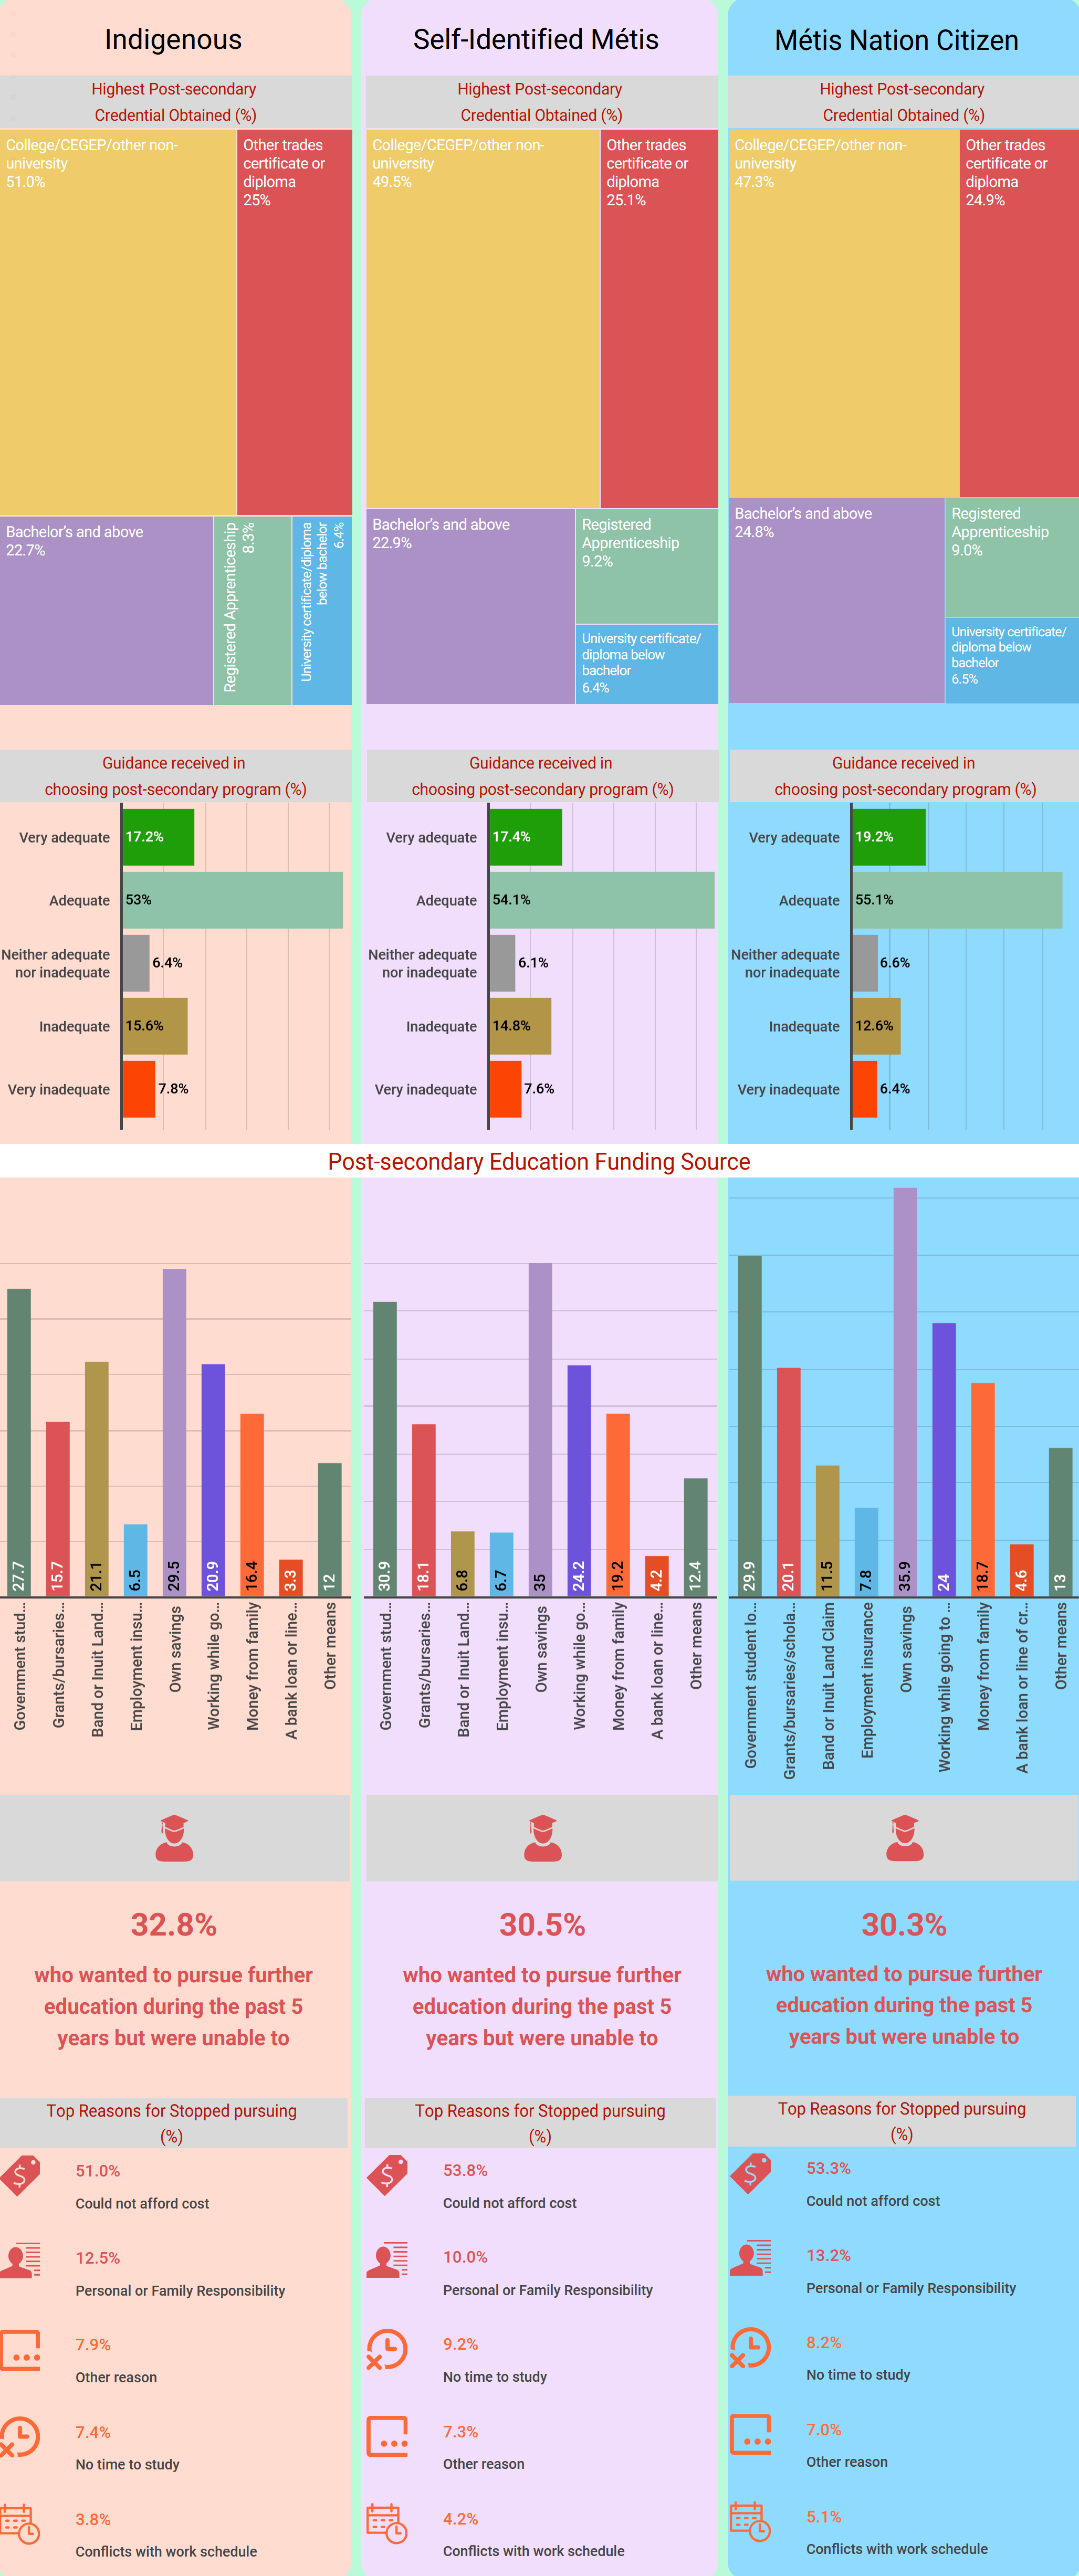 Indigenous
Highest Post-secondary
Credential Obtained (%)
College/CEGEP/other non-
university
51.0%
Other trades
certificate or
diploma
25%
Bachelor's and above
22.7%
Registered Apprenticeship
8.3%
University certificate/diploma
below bachelor
6.4%
Self-Identified Métis
Highest Post-secondary
Credential Obtained (%)
College/CEGEP/other non-
university
49.5%
Other trades
certificate or
diploma
25.1%
Bachelor's and above
22.9%
Registered
Apprenticeship
9.2%
University certificate/
diploma below
bachelor
6.4%
Métis Nation Citizen
Highest Post-secondary
Credential Obtained (%)
College/CEGEP/other non-
university
47.3%
Other trades
certificate or
diploma
24.9%
Bachelor's and above
24.8%
Registered
Apprenticeship
9.0%
University certificate/
diploma below
bachelor
6.5%
Guidance received in
choosing post-secondary program (%)
Very adequate
17.2%
Adequate
53%
Neither adequate
nor inadequate
6.4%
Inadequate
15.6%
Very inadequate
7.8%
Guidance received in
choosing post-secondary program (%)
Very adequate
17.4%
Adequate
54.1%
Neither adequate
nor inadequate
6.1%
Inadequate
14.8%
Very inadequate
7.6%
Guidance received in
choosing post-secondary program (%)
Very adequate
19.2%
Adequate
55.1%
Neither adequate
nor inadequate
6.6%
Inadequate
12.6%
Very inadequate
6.4%
Post-secondary Education Funding Source
27.7
15.7
21.1
6.5
29.5
20.9
16.4
3.3
12
Government stud...
Grants/bursaries...
Band or Inuit Land...
Employment insu...
Own savings
Working while go...
Money from family
A bank loan or line...
Other means
30.9
18.1
6.8
6.7
35
24.2
19.2
4.2
12.4
Government stud...
Grants/bursaries...
Band or Inuit Land...
Employment insu...
Own savings
Working while go...
Money from family
A bank loan or line...
Other means
29.9
20.1
11.5
7.8
35.9
24
18.7
4.6
13
Government student lo...
Grants/bursaries/schola...
Band or Inuit Land Claim
Employment insurance
Own savings
Working while going to ...
Money from family
A bank loan or line of cr...
Other means
32.8%
who wanted to pursue further
education during the past 5
years but were unable to
30.5%
who wanted to pursue further
education during the past 5
years but were unable to
30.3%
who wanted to pursue further
education during the past 5
years but were unable to
Top Reasons for Stopped pursuing
(%)
51.0%
Could not afford cost
12.5%
Personal or Family Responsibility
7.9%
Other reason
7.4%
No time to study
3.8%
Conflicts with work schedule
Top Reasons for Stopped pursuing
(%)
53.8%
Could not afford cost
10.0%
Personal or Family Responsibility
9.2%
No time to study
7.3%
Other reason
4.2%
Conflicts with work schedule
Top Reasons for Stopped pursuing
(%)
53.3%
Could not afford cost
13.2%
Personal or Family Responsibility
8.2%
No time to study
7.0%
Other reason
5.1%
Conflicts with work schedule